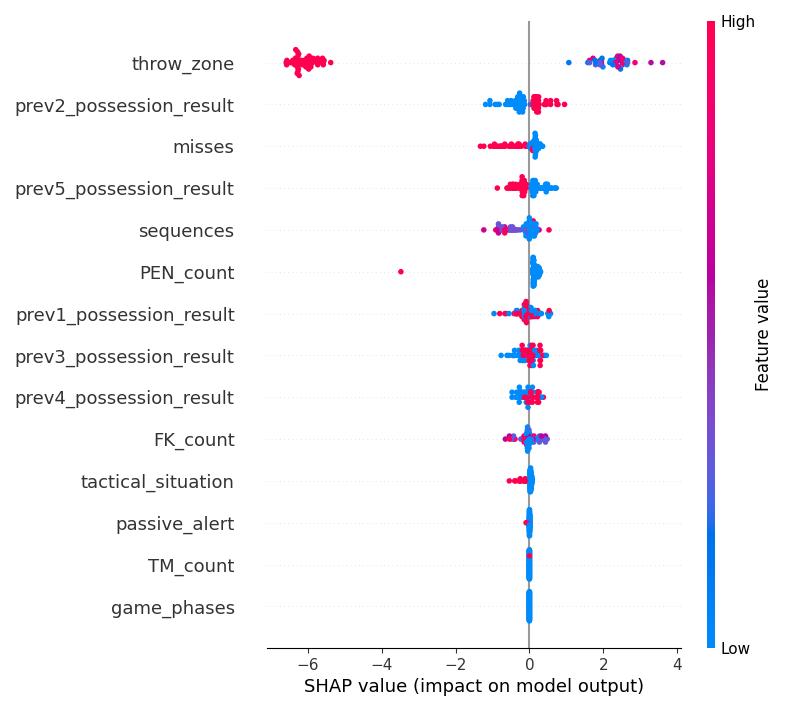 High
throw_zone
prev2_possession_result
misses
prev5_possession_result
sequences
PEN_count
prev1_possession_result
prev3_possession_result
prev4_possession_result
FK_count
tactical_situation
passive_alert
TM_count
game_phases
Feature value
Low
−6 −4 −2 0 2 4
SHAP value (impact on model output)